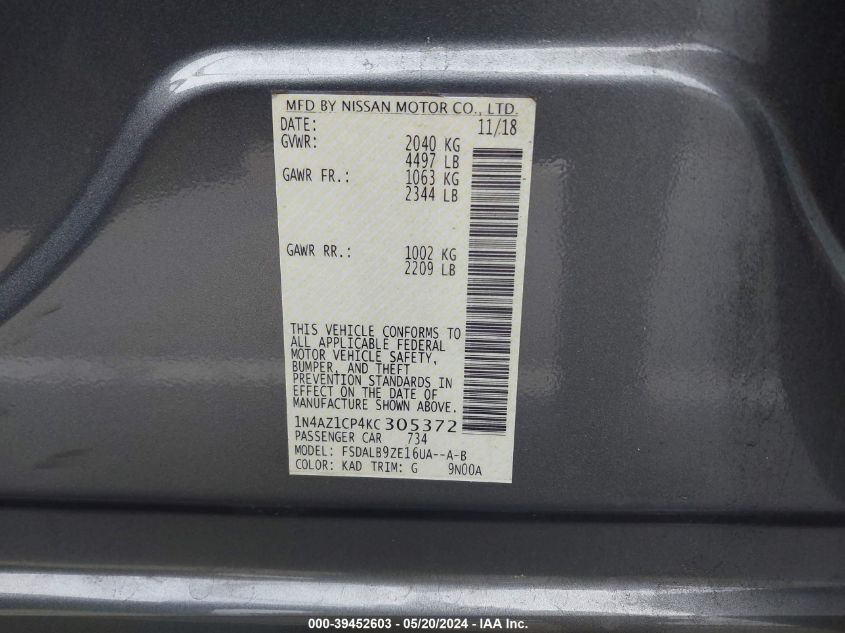 MFD BY NISSAN MOTOR CO., LTD.
DATE: 11/18
GVWR: 2040 KG
4497 LB
GAWR FR.: 1063 KG
2344 LB
GAWR RR.: 1002 KG
2209 LB
THIS VEHICLE CONFORMS TO
ALL APPLICABLE FEDERAL
MOTOR VEHICLE SAFETY,
BUMPER, AND THEFT
PREVENTION STANDARDS IN
EFFECT ON THE DATE OF
MANUFACTURE SHOWN ABOVE.
1N4AZ1CP4KC305372
PASSENGER CAR 734
MODEL: FSDALB9ZE16UA--A-B
COLOR: KAD TRIM: G 9N00A
000-39452603 / 05/20/2024 - IAA Inc.